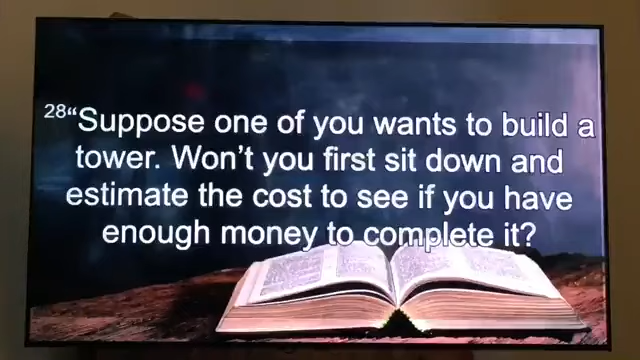 28“Suppose one of you wants to build a
tower. Won’t you first sit down and
estimate the cost to see if you have
enough money to complete it?